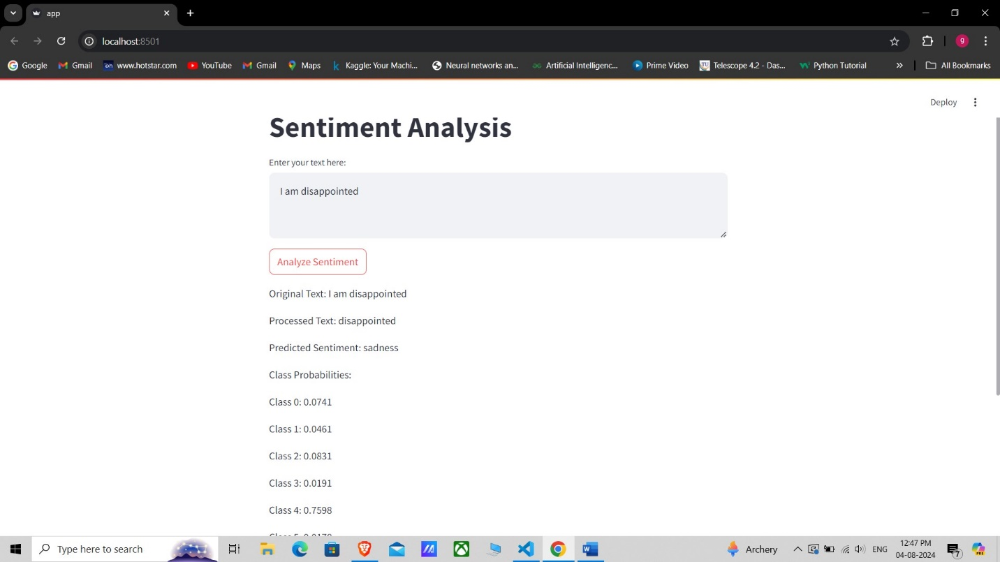 app
localhost:8501
g
Google
Gmail
www.hotstar.com
YouTube
Gmail
Maps
Kaggle: Your Machi...
Neural networks an...
Artificial Intelligenc...
Prime Video
Telescope 4.2 - Das...
Python Tutorial
All Bookmarks
Deploy
Sentiment Analysis
Enter your text here:
I am disappointed
Analyze Sentiment
Original Text: I am disappointed
Processed Text: disappointed
Predicted Sentiment: sadness
Class Probabilities:
Class 0: 0.0741
Class 1: 0.0461
Class 2: 0.0831
Class 3: 0.0191
Class 4: 0.7598
Type here to search
Archery
ENG
12:47 PM
04-08-2024
7